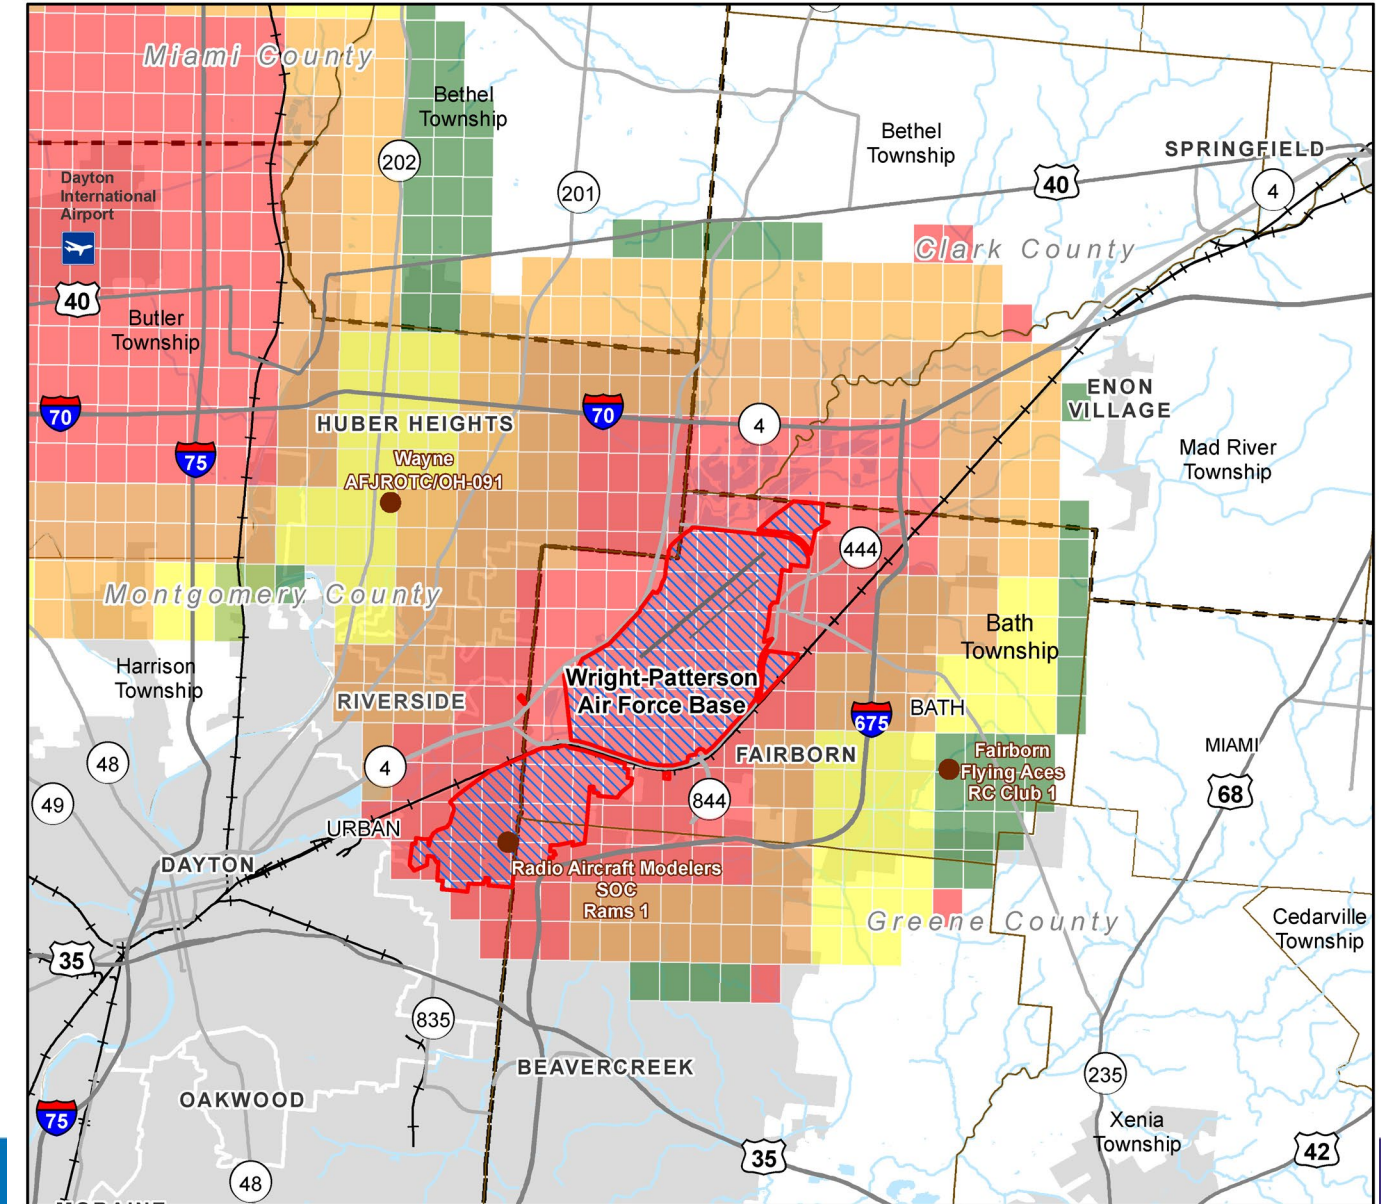 Miami County
Bethel
Township
Bethel
Township
SPRINGFIELD
202
201
40
4
Dayton
International
Airport
Clark County
40
Butler
Township
70
75
HUBER HEIGHTS
70
4
ENON
VILLAGE
Mad River
Township
Wayne
AFJROTC/OH-091
444
Montgomery County
Bath
Township
Harrison
Township
Wright-Patterson
Air Force Base
RIVERSIDE
BATH
675
FAIRBORN
MIAMI
48
4
Fairborn
Flying Aces
RC Club 1
68
49
844
URBAN
DAYTON
Radio Aircraft Modelers
SOC
Rams 1
Greene County
Cedarville
Township
35
835
BEAVERCREEK
235
OAKWOOD
75
Xenia
Township
35
42
48